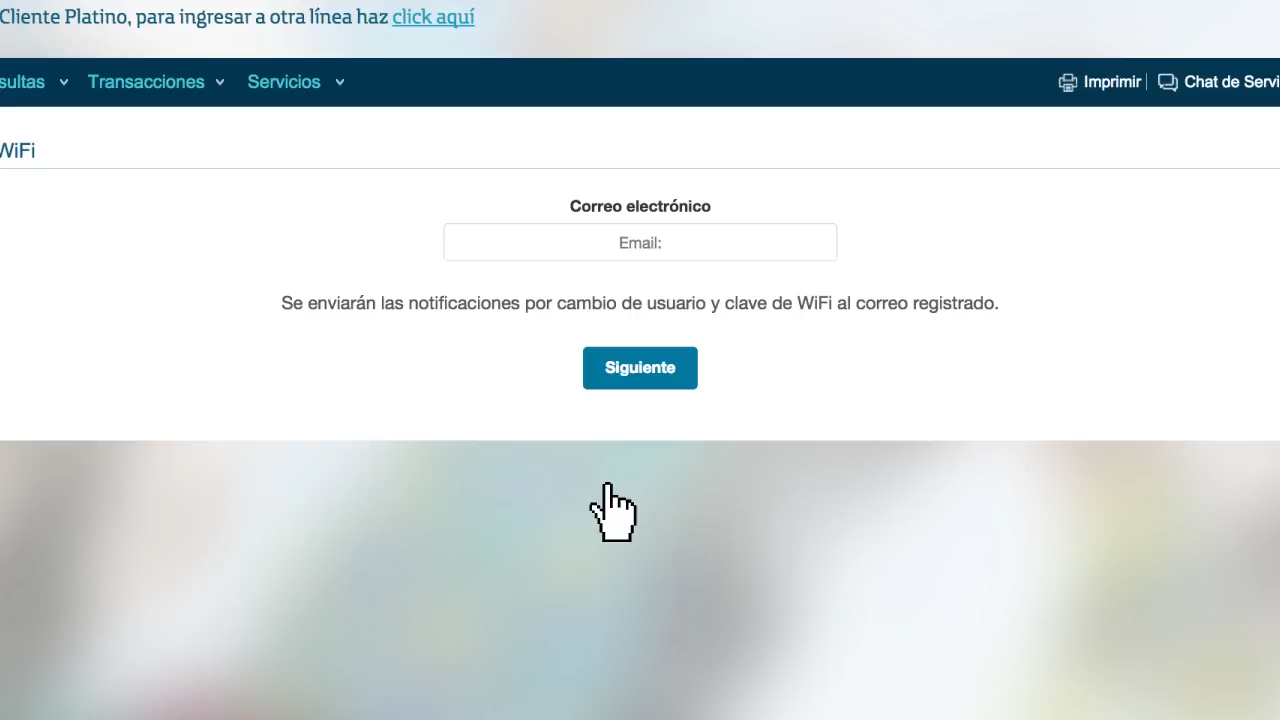 Cliente Platino, para ingresar a otra línea haz click aquí
sultas Transacciones Servicios Imprimir Chat de Servi
WiFi
Correo electrónico
Email:
Se enviarán las notificaciones por cambio de usuario y clave de WiFi al correo registrado.
Siguiente